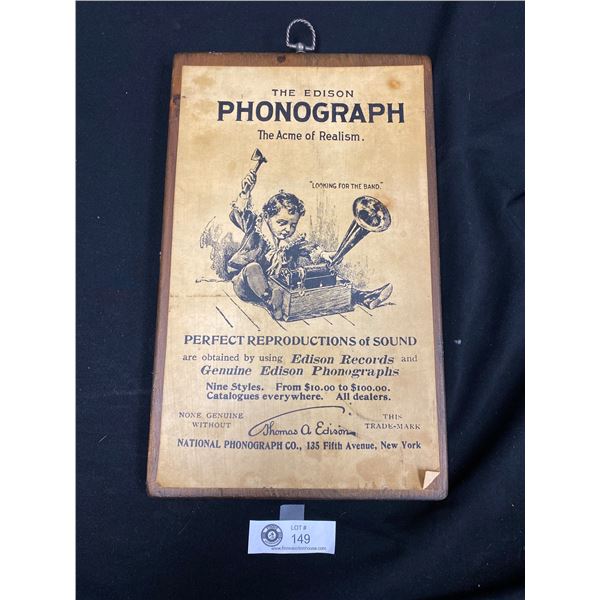 THE EDISON
PHONOGRAPH
The Acme of Realism.
"LOOKING FOR THE BAND."
PERFECT REPRODUCTIONS of SOUND
are obtained by using Edison Records and
Genuine Edison Phonographs
Nine Styles. From $10.00 to $100.00.
Catalogues everywhere. All dealers.
NONE GENUINE WITHOUT
Thomas A Edison
THIS TRADE-MARK
NATIONAL PHONOGRAPH CO., 135 Fifth Avenue, New York
LOT #
149